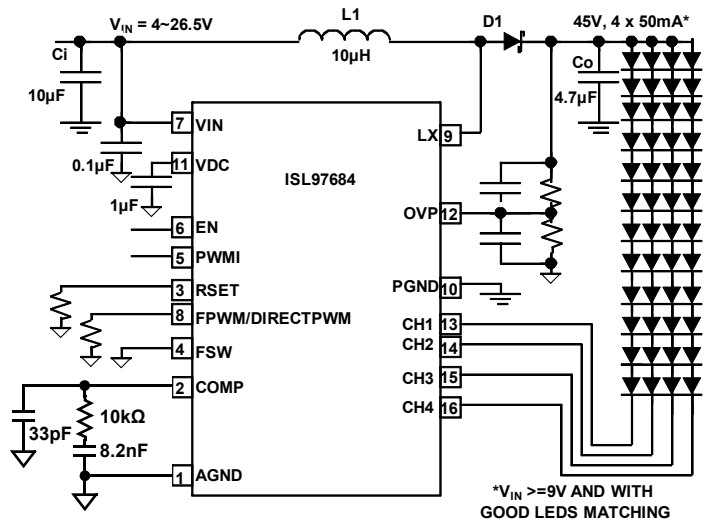 L1
D1
V_IN = 4~26.5V
45V, 4 x 50mA*
Ci
10µH
Co
10µF
4.7µF
7 VIN
LX 9
0.1µF
11 VDC
ISL97684
1µF
OVP 12
6 EN
5 PWMI
3 RSET
PGND 10
8 FPWM/DIRECTPWM
CH1 13
CH2 14
4 FSW
CH3 15
2 COMP
CH4 16
10kΩ
33pF
8.2nF
1 AGND
*V_IN >=9V AND WITH
GOOD LEDS MATCHING